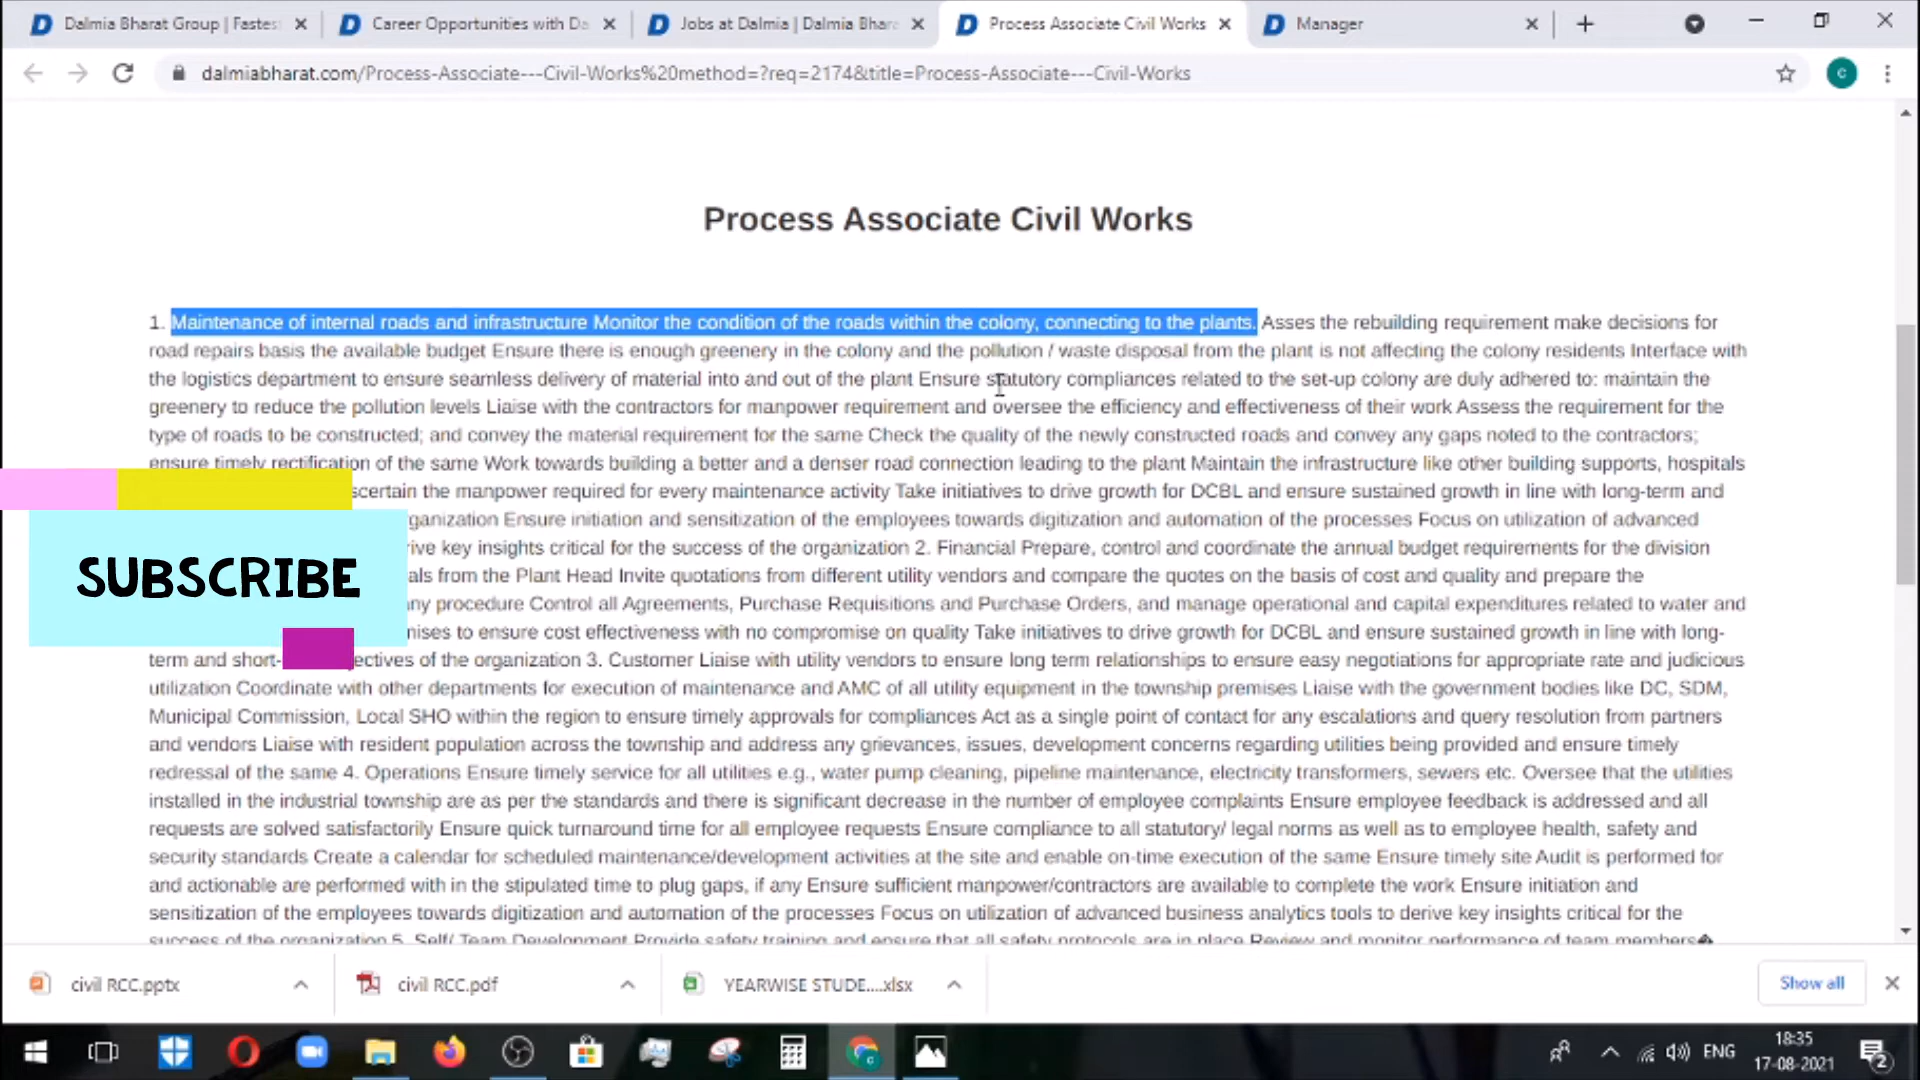 Dalmia Bharat Group | Fastest
Career Opportunities with Da
Jobs at Dalmia | Dalmia Bhara
Process Associate Civil Works
Manager
dalmiabharat.com/Process-Associate---Civil-Works%20method=?req=2174&title=Process-Associate---Civil-Works
C
Process Associate Civil Works
1. Maintenance of internal roads and infrastructure Monitor the condition of the roads within the colony, connecting to the plants. Asses the rebuilding requirement make decisions for
road repairs basis the available budget Ensure there is enough greenery in the colony and the pollution / waste disposal from the plant is not affecting the colony residents Interface with
the logistics department to ensure seamless delivery of material into and out of the plant Ensure statutory compliances related to the set-up colony are duly adhered to: maintain the
greenery to reduce the pollution levels Liaise with the contractors for manpower requirement and oversee the efficiency and effectiveness of their work Assess the requirement for the
type of roads to be constructed; and convey the material requirement for the same Check the quality of the newly constructed roads and convey any gaps noted to the contractors;
ensure timely rectification of the same Work towards building a better and a denser road connection leading to the plant Maintain the infrastructure like other building supports, hospitals
scertain the manpower required for every maintenance activity Take initiatives to drive growth for DCBL and ensure sustained growth in line with long-term and
ganization Ensure initiation and sensitization of the employees towards digitization and automation of the processes Focus on utilization of advanced
rive key insights critical for the success of the organization 2. Financial Prepare, control and coordinate the annual budget requirements for the division
als from the Plant Head Invite quotations from different utility vendors and compare the quotes on the basis of cost and quality and prepare the
SUBSCRIBE
ny procedure Control all Agreements, Purchase Requisitions and Purchase Orders, and manage operational and capital expenditures related to water and
mises to ensure cost effectiveness with no compromise on quality Take initiatives to drive growth for DCBL and ensure sustained growth in line with long-
term and short- ectives of the organization 3. Customer Liaise with utility vendors to ensure long term relationships to ensure easy negotiations for appropriate rate and judicious
utilization Coordinate with other departments for execution of maintenance and AMC of all utility equipment in the township premises Liaise with the government bodies like DC, SDM,
Municipal Commission, Local SHO within the region to ensure timely approvals for compliances Act as a single point of contact for any escalations and query resolution from partners
and vendors Liaise with resident population across the township and address any grievances, issues, development concerns regarding utilities being provided and ensure timely
redressal of the same 4. Operations Ensure timely service for all utilities e.g., water pump cleaning, pipeline maintenance, electricity transformers, sewers etc. Oversee that the utilities
installed in the industrial township are as per the standards and there is significant decrease in the number of employee complaints Ensure employee feedback is addressed and all
requests are solved satisfactorily Ensure quick turnaround time for all employee requests Ensure compliance to all statutory/ legal norms as well as to employee health, safety and
security standards Create a calendar for scheduled maintenance/development activities at the site and enable on-time execution of the same Ensure timely site Audit is performed for
and actionable are performed with in the stipulated time to plug gaps, if any Ensure sufficient manpower/contractors are available to complete the work Ensure initiation and
sensitization of the employees towards digitization and automation of the processes Focus on utilization of advanced business analytics tools to derive key insights critical for the
success of the organization 5. Self/ Team Development Provide safety training and ensure that all safety protocols are in place Review and monitor performance of team members�
civil RCC.pptx
civil RCC.pdf
YEARWISE STUDE....xlsx
Show all
ENG
18:35
17-08-2021
2